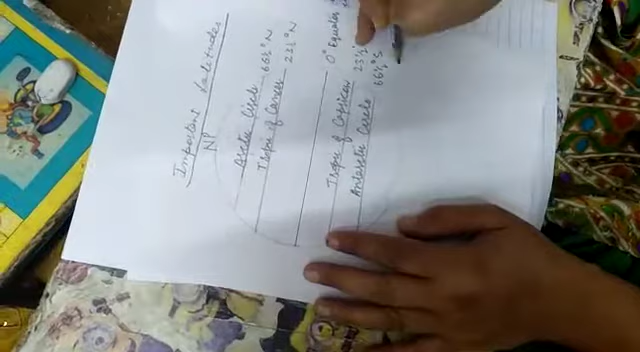 Important Latitudes
NP
Arctic Circle 66½° N
Tropic of Cancer 23½° N
0° Equator
Tropic of Capricon 23½°
Antarctic Circle 66½° S